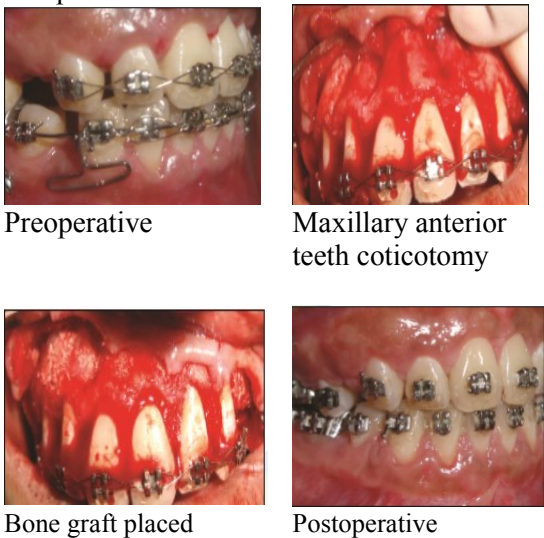 Preoperative
Maxillary anterior
teeth coticotomy
Bone graft placed
Postoperative